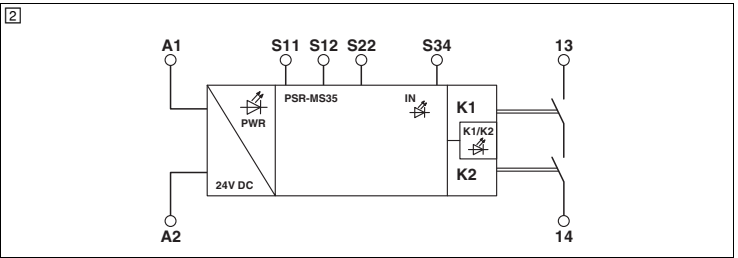 2
A1 S11 S12 S22 S34 13
PSR-MS35 IN K1
PWR K1/K2
24V DC K2
A2 14